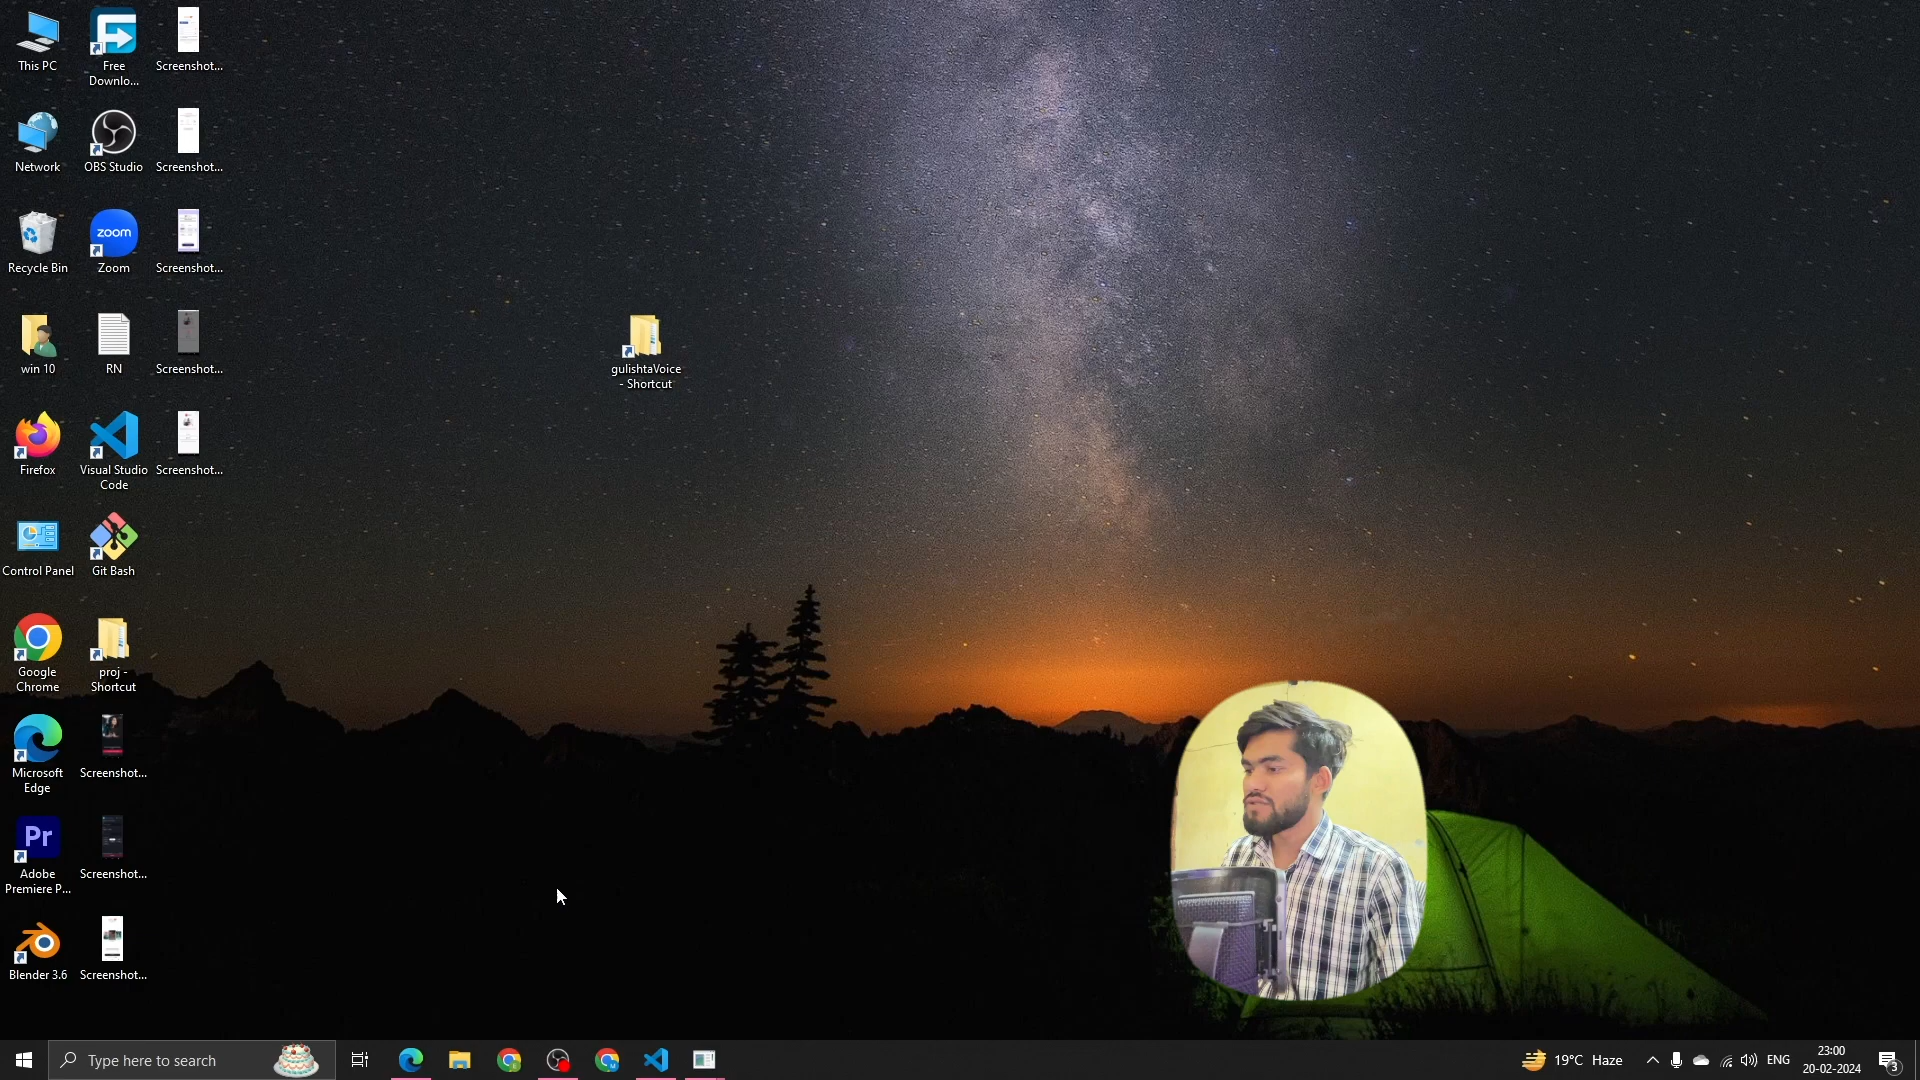 This PC
Free
Downlo...
Screenshot...
Network
OBS Studio
Screenshot...
Recycle Bin
zoom
Zoom
Screenshot...
win 10
RN
Screenshot...
gulishtaVoice
- Shortcut
Firefox
Visual Studio
Code
Screenshot...
Control Panel
Git Bash
Google
Chrome
proj -
Shortcut
Microsoft
Edge
Screenshot...
Pr
Adobe
Premiere P...
Screenshot...
Blender 3.6
Screenshot...
Type here to search
19°C Haze
ENG
23:00
20-02-2024
3